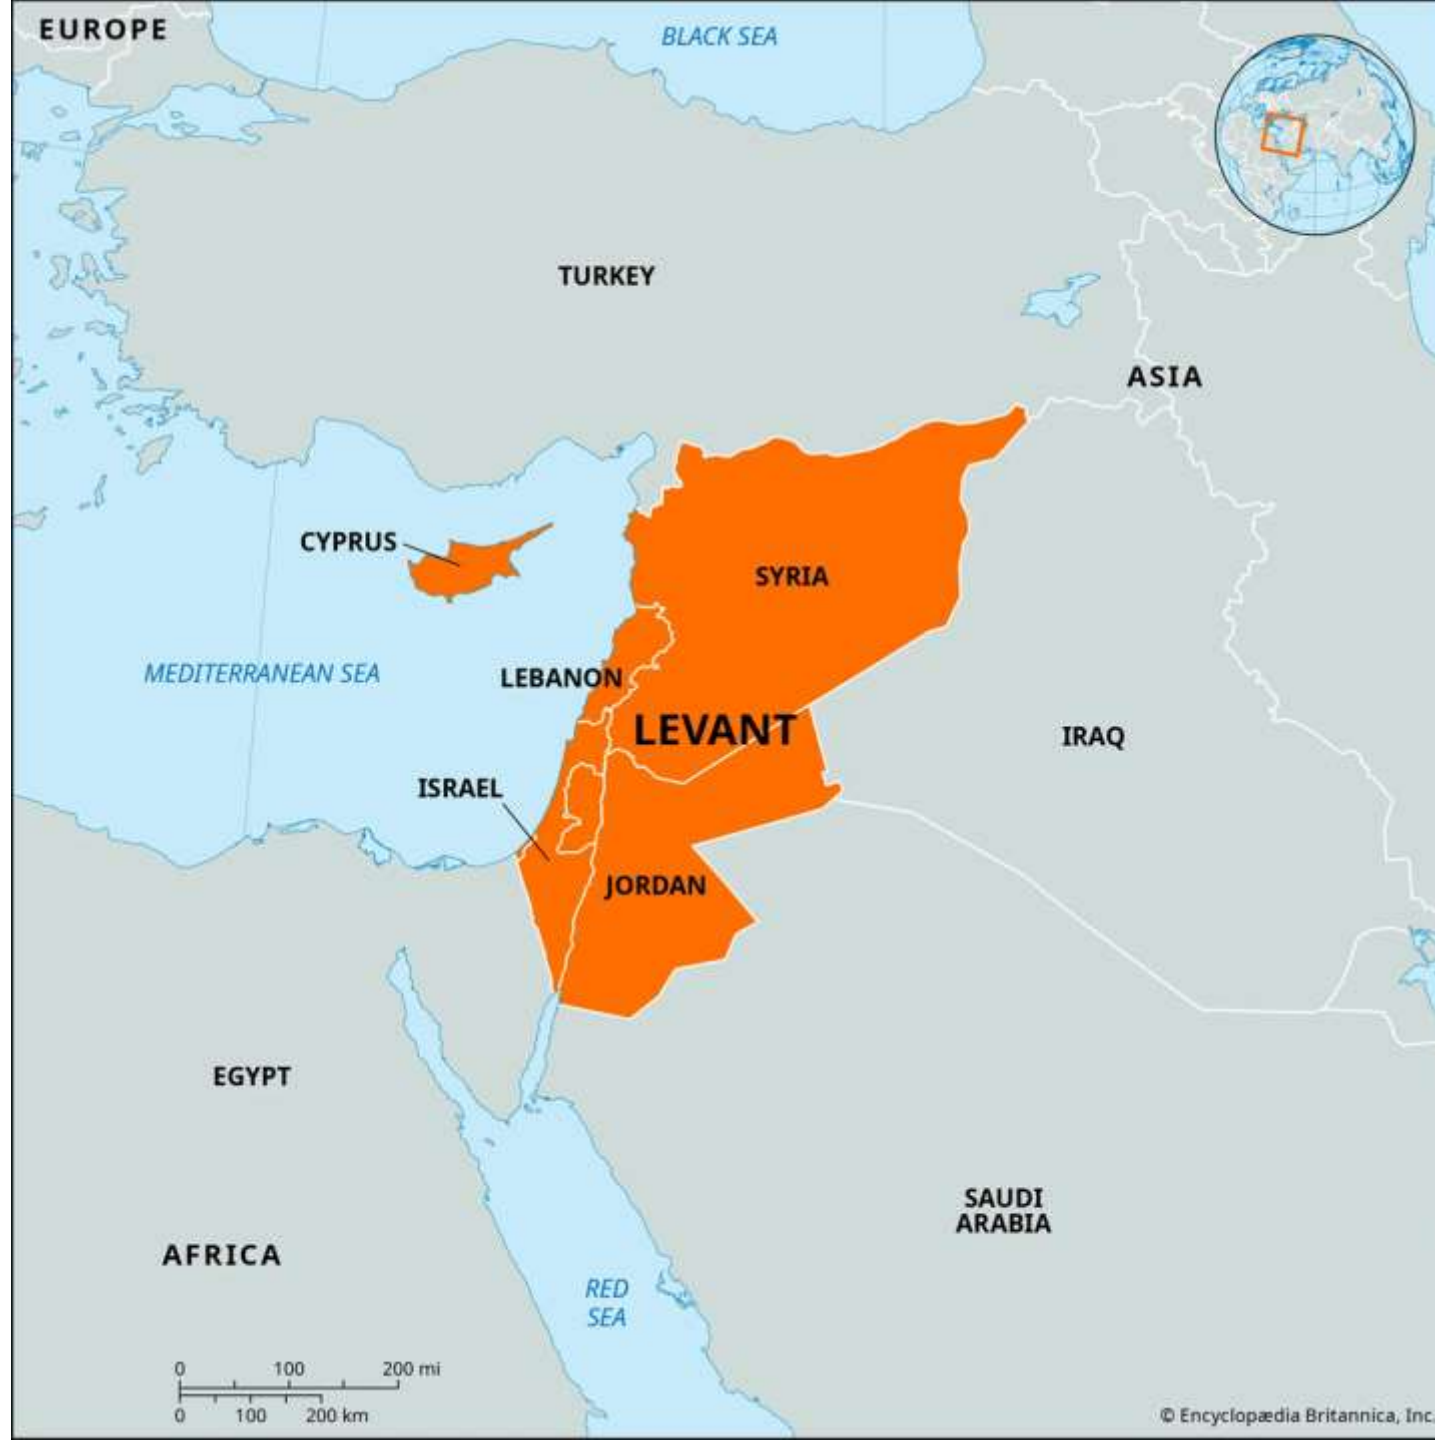 EUROPE
BLACK SEA
TURKEY
ASIA
CYPRUS
SYRIA
MEDITERRANEAN SEA
LEBANON
LEVANT
IRAQ
ISRAEL
JORDAN
EGYPT
SAUDI
ARABIA
AFRICA
RED
SEA
0 100 200 mi
0 100 200 km
© Encyclopædia Britannica, Inc.